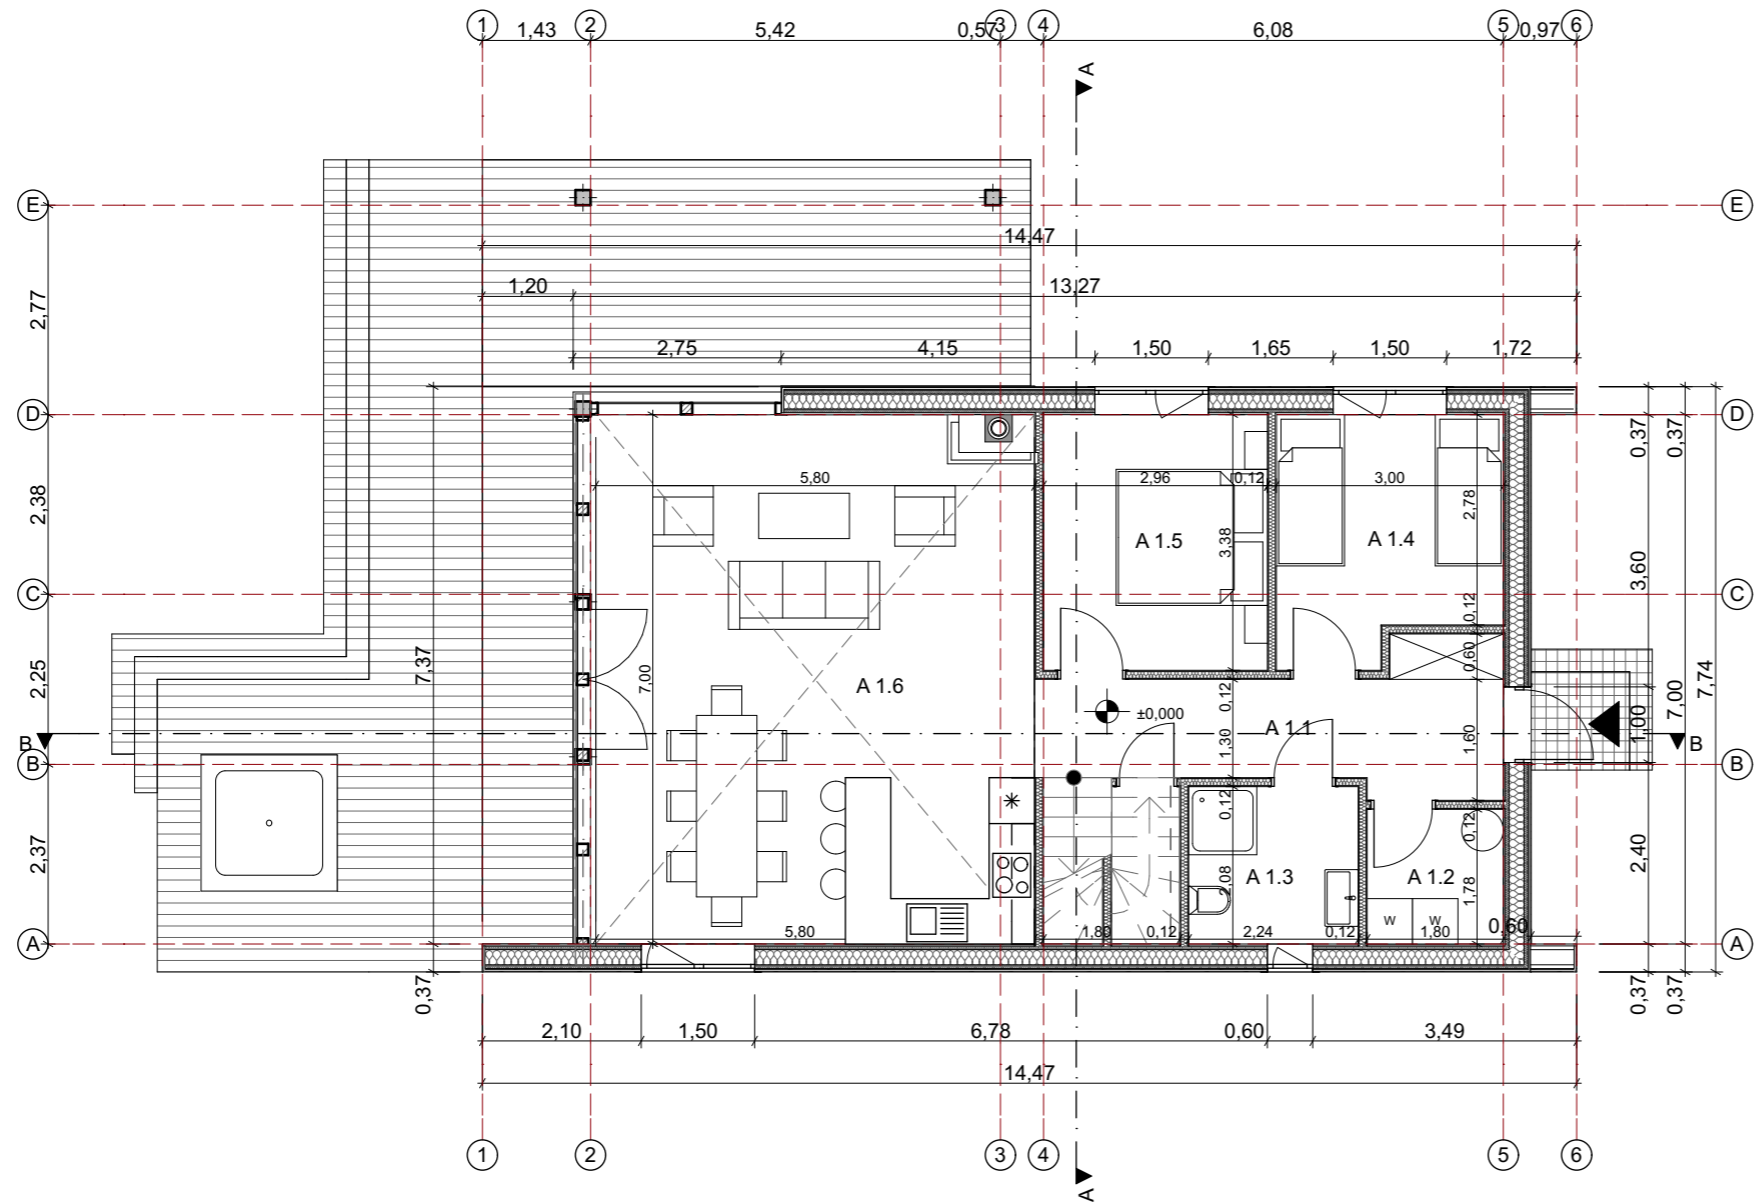 1 2 3 4 5 6
1,43 5,42 0,57 6,08 0,97
A
E E
14,47
1,20 13,27
2,77
2,75 4,15 1,50 1,65 1,50 1,72
D D
0,37 0,37
5,80 2,96 0,12 3,00
2,38
2,78
A 1.5 A 1.4
3,38
3,60
C C
0,12
0,60
2,25
7,37
7,00
A 1.6
0,12
±0,000
A 1.1
1,30
1,60
1,00
7,00
7,74
B B
B B
0,12
0,12
2,37
2,08
A 1.3 A 1.2
1,78
2,40
W W
A A
5,80 1,80 0,12 2,24 0,12 1,80 0,60
0,37 0,37 0,37
2,10 1,50 6,78 0,60 3,49
14,47
1 2 3 4 5 6
A